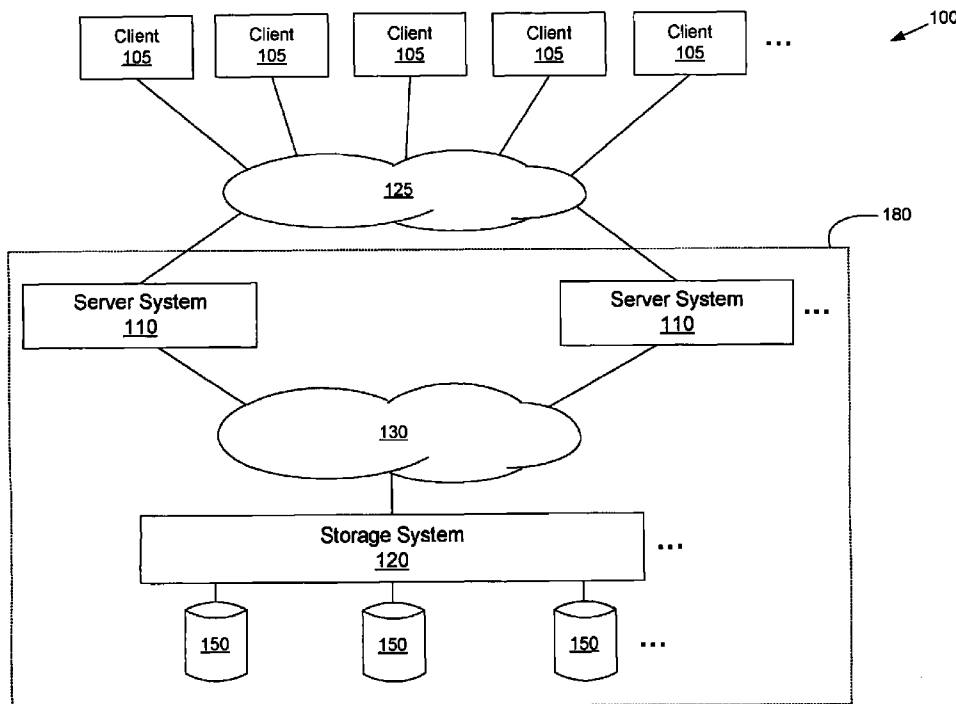 100
Client Client Client Client Client
105 105 105 105 105 ...
125
180
Server System Server System
110 110 ...
130
Storage System
120 ...
150 150 150 ...